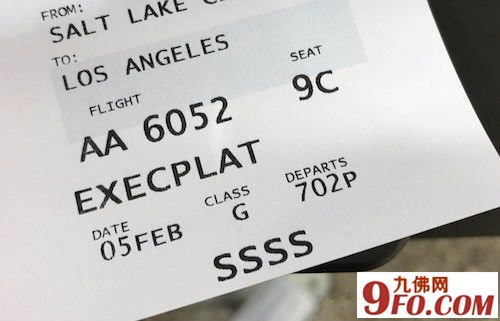 FROM:
SALT LAKE
TO:
LOS ANGELES
FLIGHT SEAT
AA 6052 9C
EXECPLAT
DATE CLASS DEPARTS
05FEB G 702P
SSSS
九佛网
9FO.COM